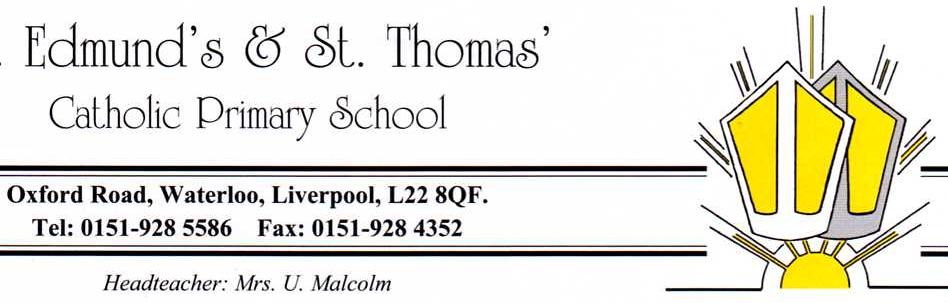 . Edmund's & St. Thomas'
Catholic Primary School
Oxford Road, Waterloo, Liverpool, L22 8QF.
Tel: 0151-928 5586 Fax: 0151-928 4352
Headteacher: Mrs. U. Malcolm